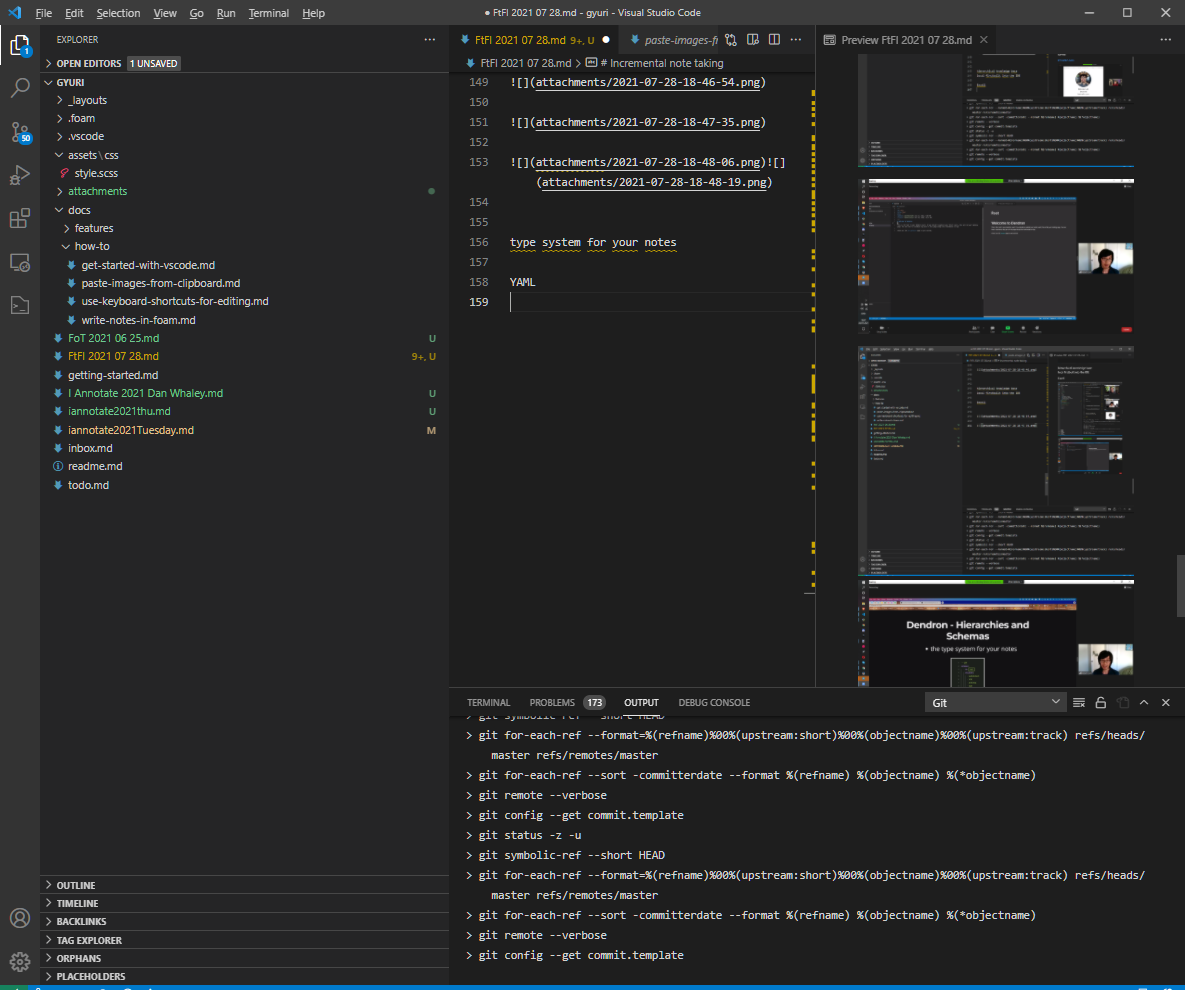 File Edit Selection View Go Run Terminal Help
● FtFI 2021 07 28.md - gyuri - Visual Studio Code
EXPLORER
OPEN EDITORS 1 UNSAVED
GYURI
_layouts
.foam
.vscode
assets\css
style.scss
attachments
docs
features
how-to
get-started-with-vscode.md
paste-images-from-clipboard.md
use-keyboard-shortcuts-for-editing.md
write-notes-in-foam.md
FoT 2021 06 25.md U
FtFI 2021 07 28.md 9+, U
getting-started.md
I Annotate 2021 Dan Whaley.md U
iannotate2021thu.md U
iannotate2021Tuesday.md M
inbox.md
readme.md
todo.md
OUTLINE
TIMELINE
BACKLINKS
TAG EXPLORER
ORPHANS
PLACEHOLDERS
1
50
FtFI 2021 07 28.md 9+, U ●
paste-images-fr
FtFI 2021 07 28.md > # Incremental note taking
149 ![](attachments/2021-07-28-18-46-54.png)
150
151 ![](attachments/2021-07-28-18-47-35.png)
152
153 ![](attachments/2021-07-28-18-48-06.png)![]
(attachments/2021-07-28-18-48-19.png)
154
155
156 type system for your notes
157
158 YAML
159
Preview FtFI 2021 07 28.md
Welcome to Dendron
Dendron - Hierarchies and
Schemas
• the type system for your notes
TERMINAL PROBLEMS 173 OUTPUT DEBUG CONSOLE Git
> git symbolic-ref --short HEAD
> git for-each-ref --format=%(refname)%00%(upstream:short)%00%(objectname)%00%(upstream:track) refs/heads/
master refs/remotes/master
> git for-each-ref --sort -committerdate --format %(refname) %(objectname) %(*objectname)
> git remote --verbose
> git config --get commit.template
> git status -z -u
> git symbolic-ref --short HEAD
> git for-each-ref --format=%(refname)%00%(upstream:short)%00%(objectname)%00%(upstream:track) refs/heads/
master refs/remotes/master
> git for-each-ref --sort -committerdate --format %(refname) %(objectname) %(*objectname)
> git remote --verbose
> git config --get commit.template